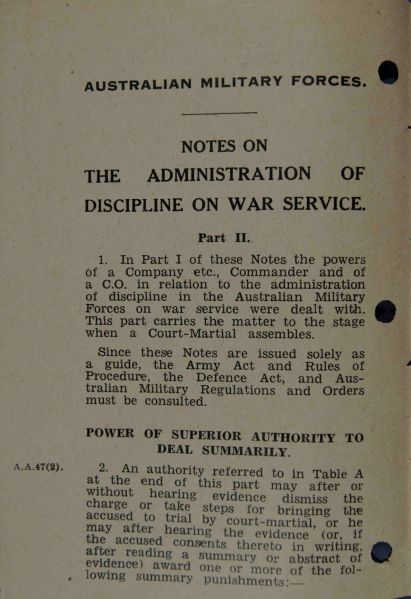 AUSTRALIAN MILITARY FORCES.
NOTES ON
THE ADMINISTRATION OF
DISCIPLINE ON WAR SERVICE.
Part II.
1. In Part I of these Notes the powers
of a Company etc., Commander and of
a C.O. in relation to the administration
of discipline in the Australian Military
Forces on war service were dealt with.
This part carries the matter to the stage
when a Court-Martial assembles.
Since these Notes are issued solely as
a guide, the Army Act and Rules of
Procedure, the Defence Act, and Aus-
tralian Military Regulations and Orders
must be consulted.
POWER OF SUPERIOR AUTHORITY TO
DEAL SUMMARILY.
A.A.47(2).
2. An authority referred to in Table A
at the end of this part may after or
without hearing evidence dismiss the
charge or take steps for bringing the
accused to trial by court-martial, or he
may after hearing the evidence (or, if
the accused consents thereto in writing,
after reading a summary or abstract of
evidence) award one or more of the fol-
lowing summary punishments:—